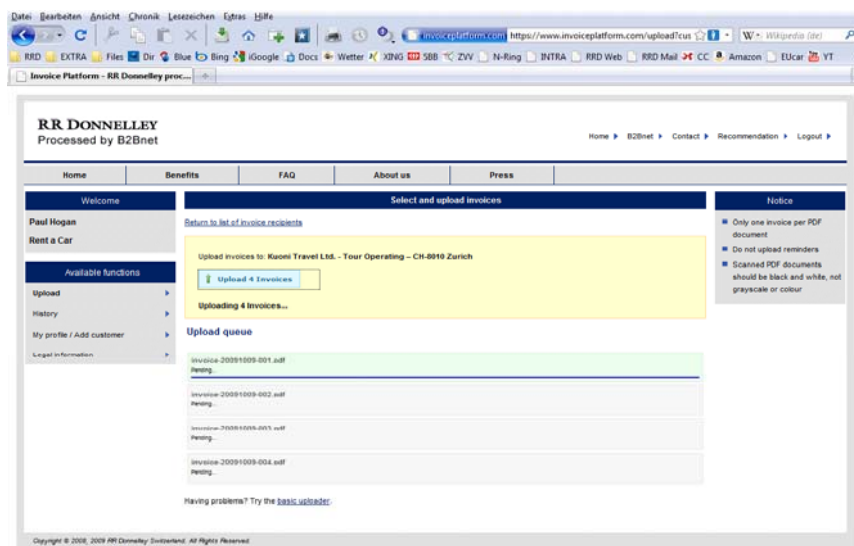 Datei Bearbeiten Ansicht Chronik Lesezeichen Extras Hilfe
invoiceplatform.com https://www.invoiceplatform.com/upload?cus W Wikipedia (de)
RRD EXTRA Files Dir Blue Bing iGoogle Docs Wetter XING SBB ZVV N-Ring INTRA RRD Web RRD Mail CC Amazon EUcar YT
Invoice Platform - RR Donnelley proc...
RR DONNELLEY
Processed by B2Bnet
Home B2Bnet Contact Recommendation Logout
Home Benefits FAQ About us Press
Welcome
Paul Hogan
Rent a Car
Available functions
Upload
History
My profile / Add customer
Legal information
Select and upload invoices
Return to list of invoice recipients
Upload invoices to: Kuoni Travel Ltd. - Tour Operating – CH-8010 Zurich
Upload 4 Invoices
Uploading 4 Invoices...
Upload queue
invoice-20091009-001.pdf
Pending...
invoice-20091009-002.pdf
Pending...
invoice-20091009-003.pdf
Pending...
invoice-20091009-004.pdf
Pending...
Having problems? Try the basic uploader.
Notice
Only one invoice per PDF
document
Do not upload reminders
Scanned PDF documents
should be black and white, not
grayscale or colour
Copyright © 2008, 2009 RR Donnelley Switzerland. All Rights Reserved.